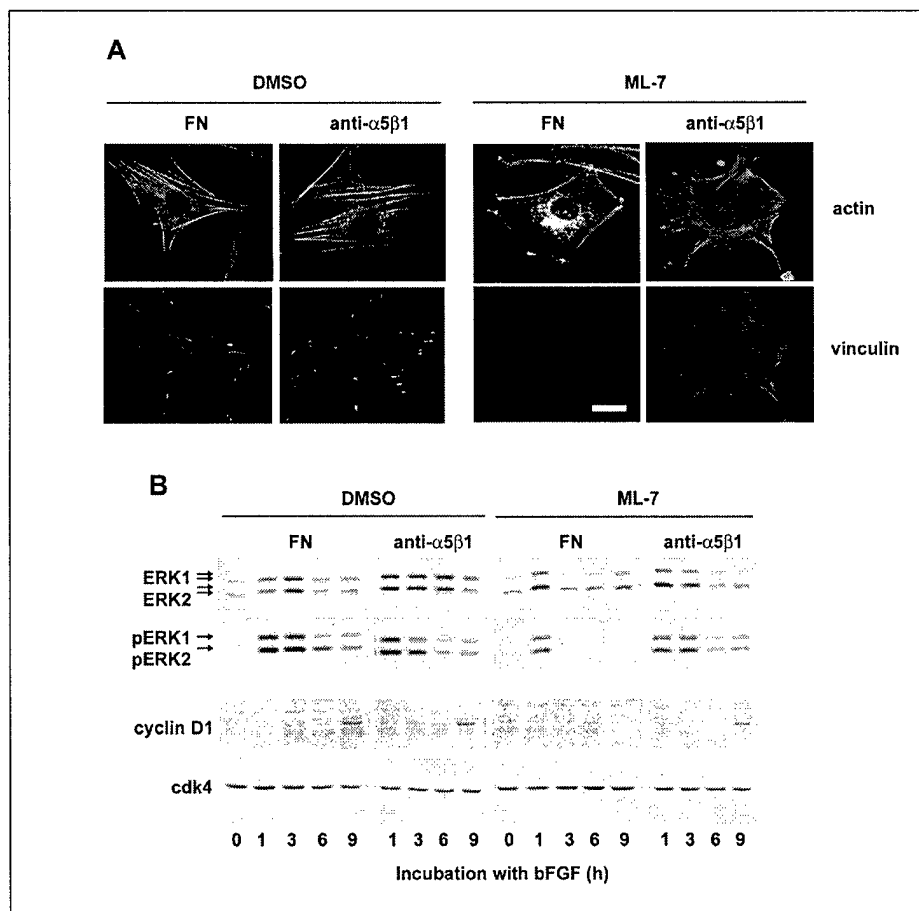 A
DMSO ML-7
FN anti-α5β1 FN anti-α5β1
actin
vinculin
B
DMSO ML-7
FN anti-α5β1 FN anti-α5β1
ERK1
ERK2
pERK1
pERK2
cyclin D1
cdk4
0 1 3 6 9 1 3 6 9 0 1 3 6 9 1 3 6 9
Incubation with bFGF (h)